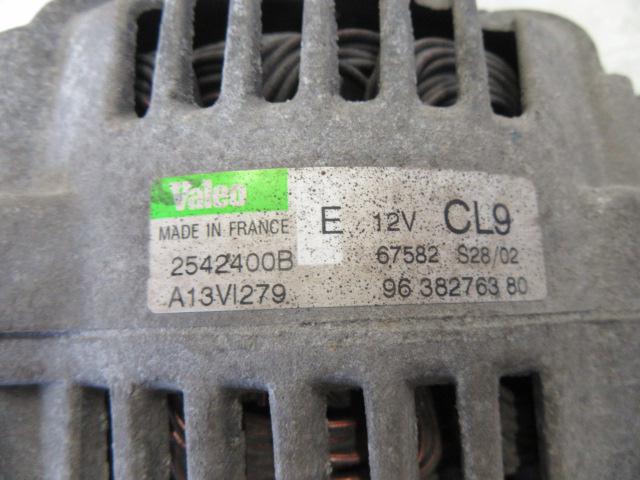 Valeo
MADE IN FRANCE E 12V CL9
2542400B 67582 S28/02
A13VI279 96 382763 80